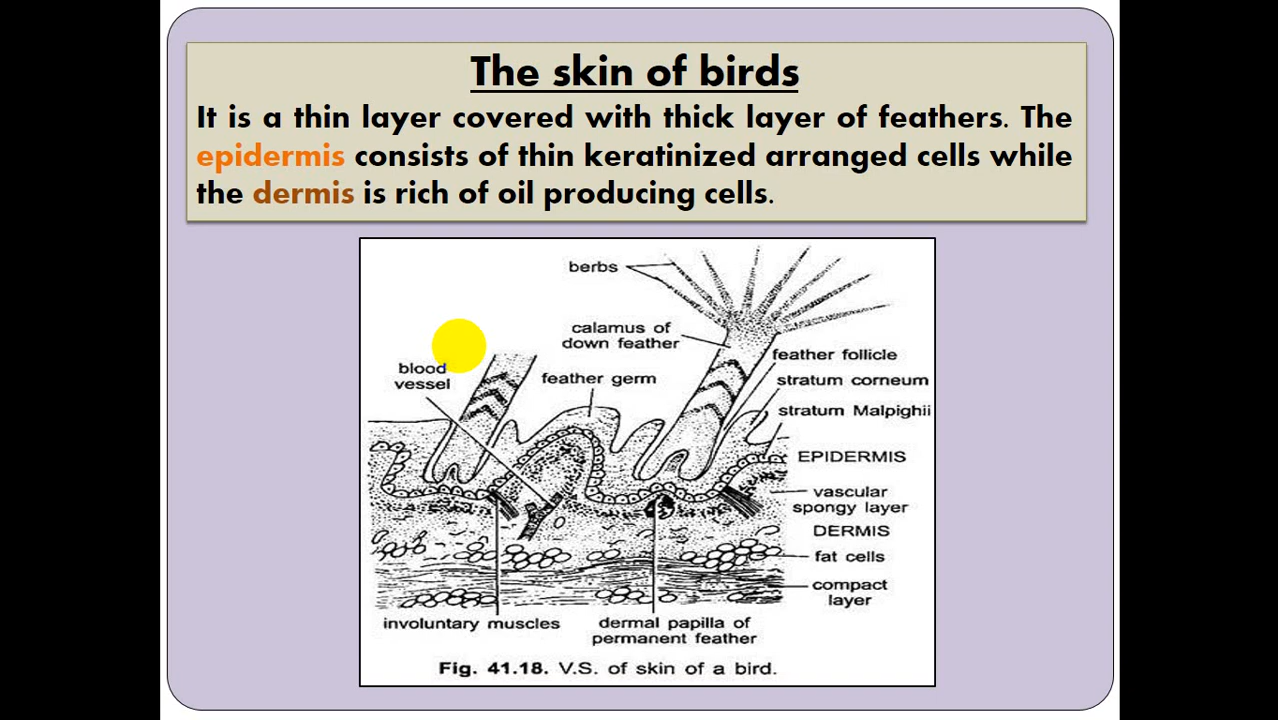 The skin of birds
It is a thin layer covered with thick layer of feathers. The
epidermis consists of thin keratinized arranged cells while
the dermis is rich of oil producing cells.
berbs
calamus of
down feather
feather follicle
blood
vessel
feather germ
stratum corneum
stratum Malpighii
EPIDERMIS
vascular
spongy layer
DERMIS
fat cells
compact
layer
involuntary muscles
dermal papilla of
permanent feather
Fig. 41.18. V.S. of skin of a bird.